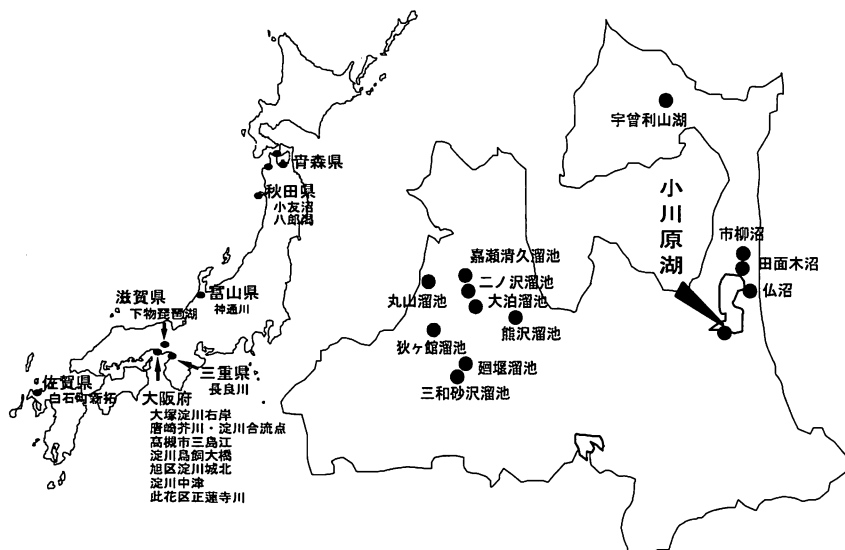 青森県
秋田県
小友沼
八郎潟
富山県
神通川
滋賀県
下物琵琶湖
三重県
長良川
佐賀県
白石町新拓
大阪府
大塚淀川右岸
唐崎芥川・淀川合流点
高槻市三島江
淀川鳥飼大橋
旭区淀川城北
淀川中津
此花区正蓮寺川
宇曽利山湖
小川原湖
市柳沼
田面木沼
仏沼
嘉瀬清久溜池
二ノ沢溜池
丸山溜池
大泊溜池
熊沢溜池
狄ヶ館溜池
廻堰溜池
三和砂沢溜池